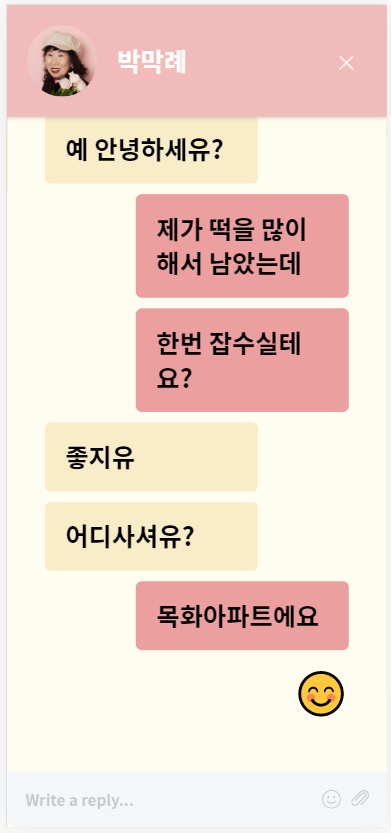 박막례
예 안녕하세유?
제가 떡을 많이
해서 남았는데
한번 잡수실테
요?
좋지유
어디사셔유?
목화아파트에요
Write a reply...